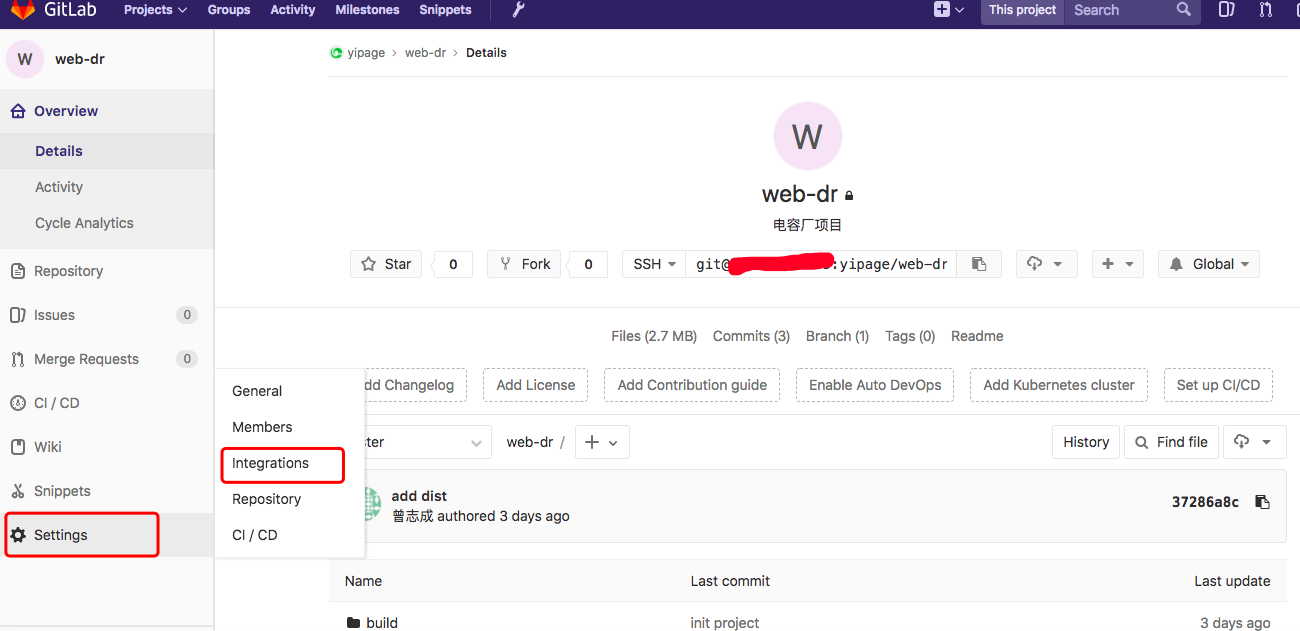 GitLab Projects Groups Activity Milestones Snippets This project Search
W web-dr
Overview
Details
Activity
Cycle Analytics
Repository
Issues 0
Merge Requests 0
CI / CD
Wiki
Snippets
Settings
General
Members
Integrations
Repository
CI / CD
yipage > web-dr > Details
W
web-dr
电容厂项目
Star 0 Fork 0 SSH git@ :yipage/web-dr Global
Files (2.7 MB) Commits (3) Branch (1) Tags (0) Readme
dd Changelog Add License Add Contribution guide Enable Auto DevOps Add Kubernetes cluster Set up CI/CD
ter web-dr / History Find file
add dist
曾志成 authored 3 days ago
37286a8c
Name Last commit Last update
build init project 3 days ago